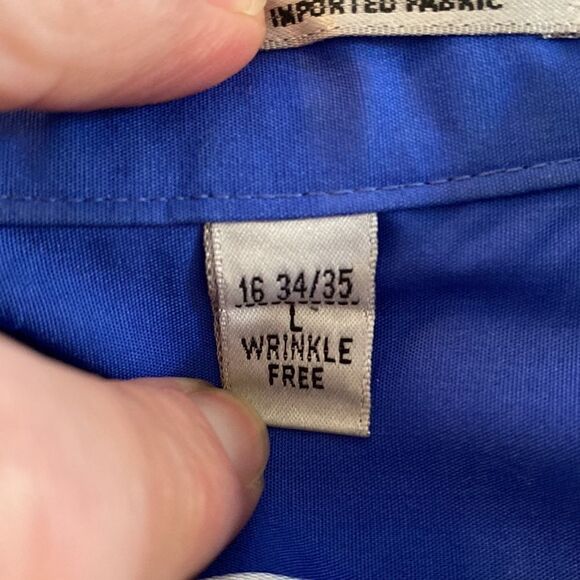 IMPORTED FABRIC
16 34/35
L
WRINKLE
FREE